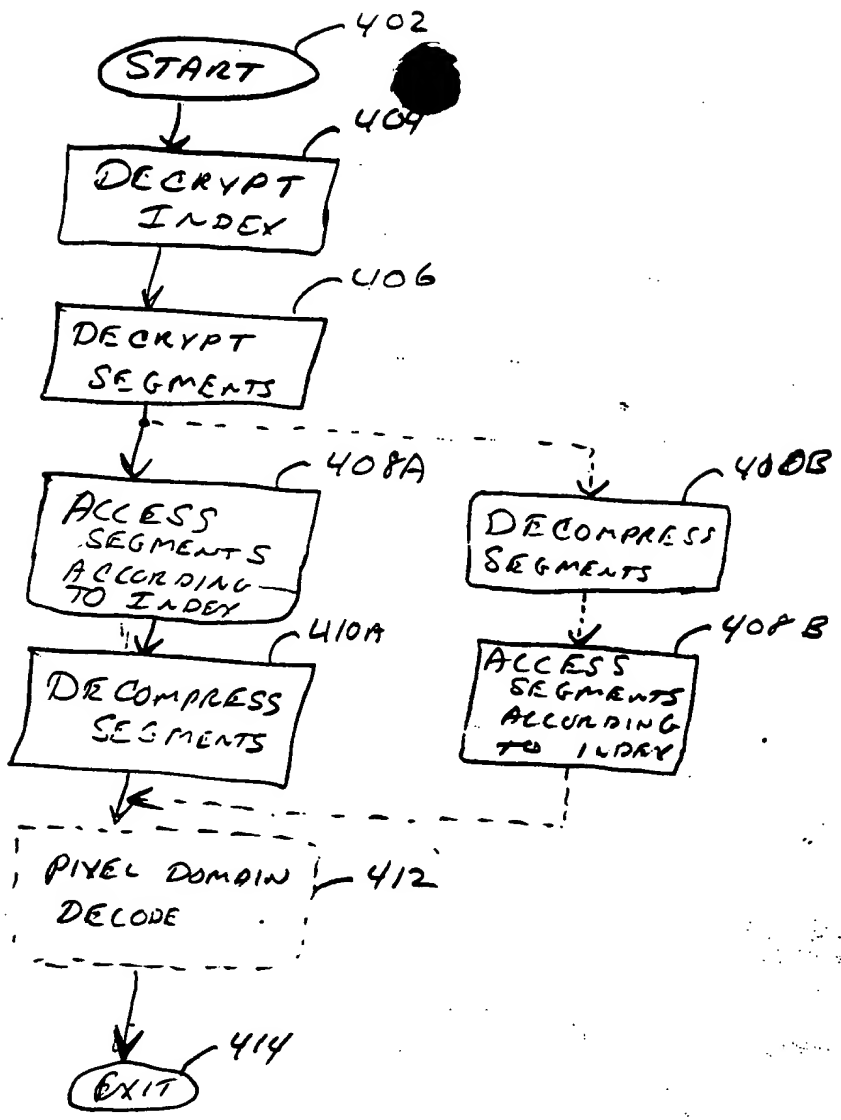 402
START
404
DECRYPT
INDEX
406
DECRYPT
SEGMENTS
408A
ACCESS
SEGMENTS
ACCORDING
TO INDEX
410A
DECOMPRESS
SEGMENTS
DECOMPRESS
SEGMENTS
408B
ACCESS
SEGMENTS
ACCORDING
TO INDEX
PIXEL DOMAIN
DECODE
412
414
EXIT